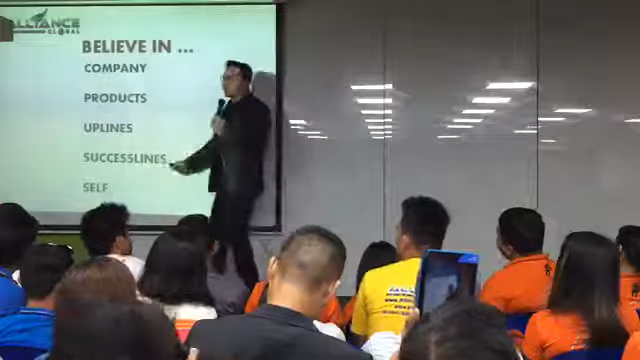 ALLIANCE
GLOBAL
BELIEVE IN ...
COMPANY
PRODUCTS
UPLINES
SUCCESSLINES
SELF